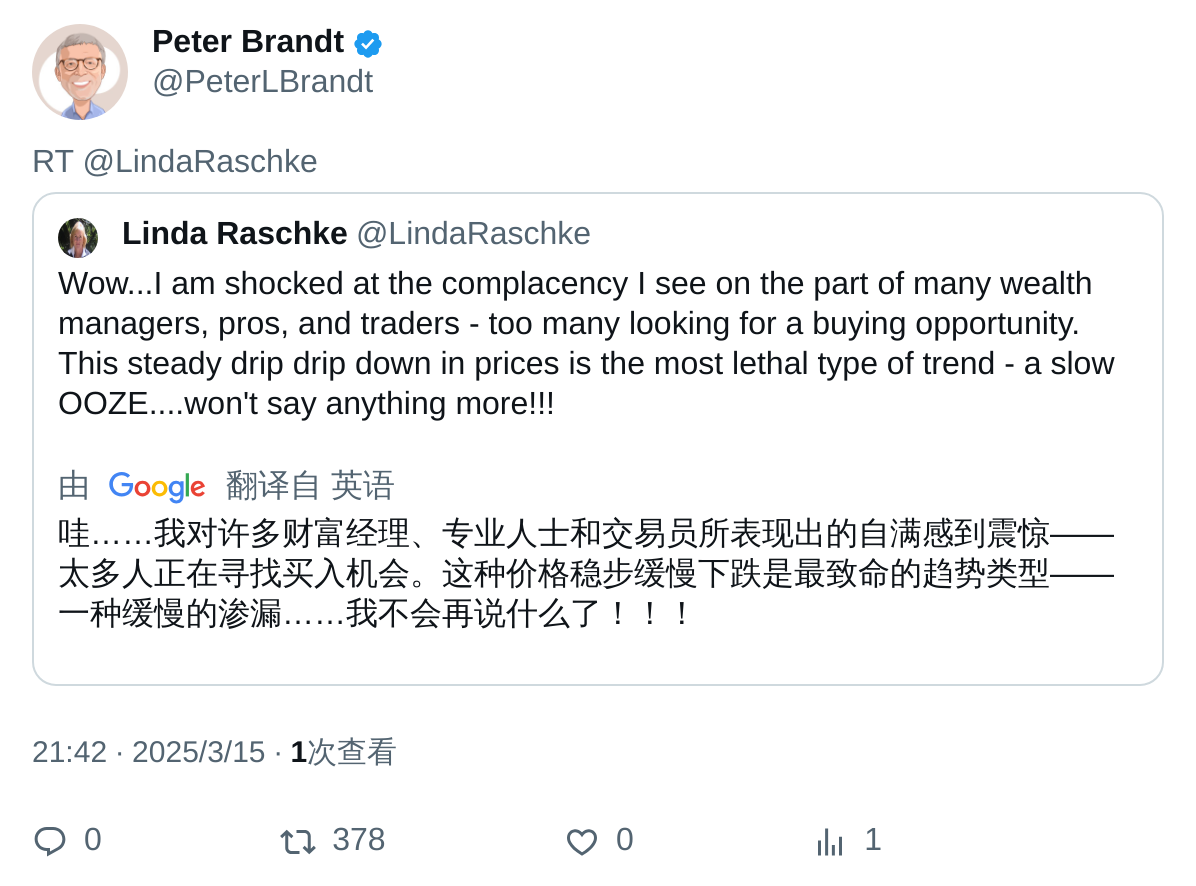 Peter Brandt
@PeterLBrandt
RT @LindaRaschke
Linda Raschke @LindaRaschke
Wow...I am shocked at the complacency I see on the part of many wealth
managers, pros, and traders - too many looking for a buying opportunity.
This steady drip drip down in prices is the most lethal type of trend - a slow
OOZE....won't say anything more!!!
由 Google 翻译自 英语
哇……我对许多财富经理、专业人士和交易员所表现出的自满感到震惊——
太多人正在寻找买入机会。这种价格稳步缓慢下跌是最致命的趋势类型——
一种缓慢的渗漏……我不会再说什么了！！！
21:42 · 2025/3/15 · 1次查看
0 378 0 1